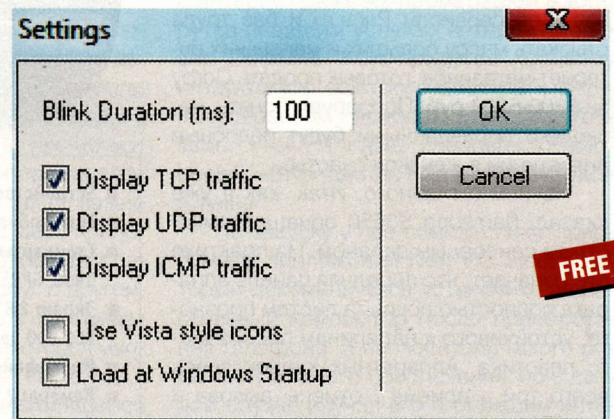 Settings
X
Blink Duration (ms): 100
OK
Cancel
Display TCP traffic
Display UDP traffic
Display ICMP traffic
FREE
Use Vista style icons
Load at Windows Startup